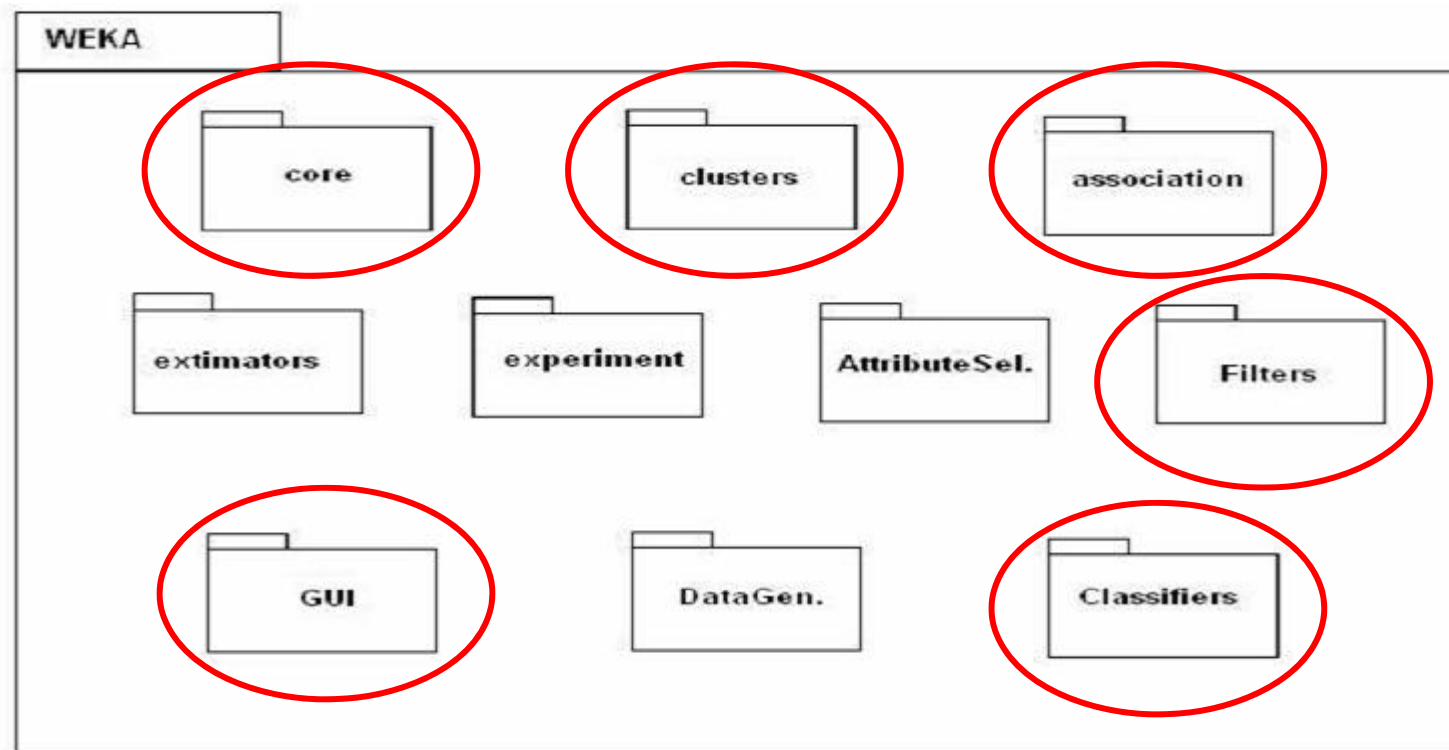 WEKA
core
clusters
association
extimators
experiment
AttributeSel.
Filters
GUI
DataGen.
Classifiers